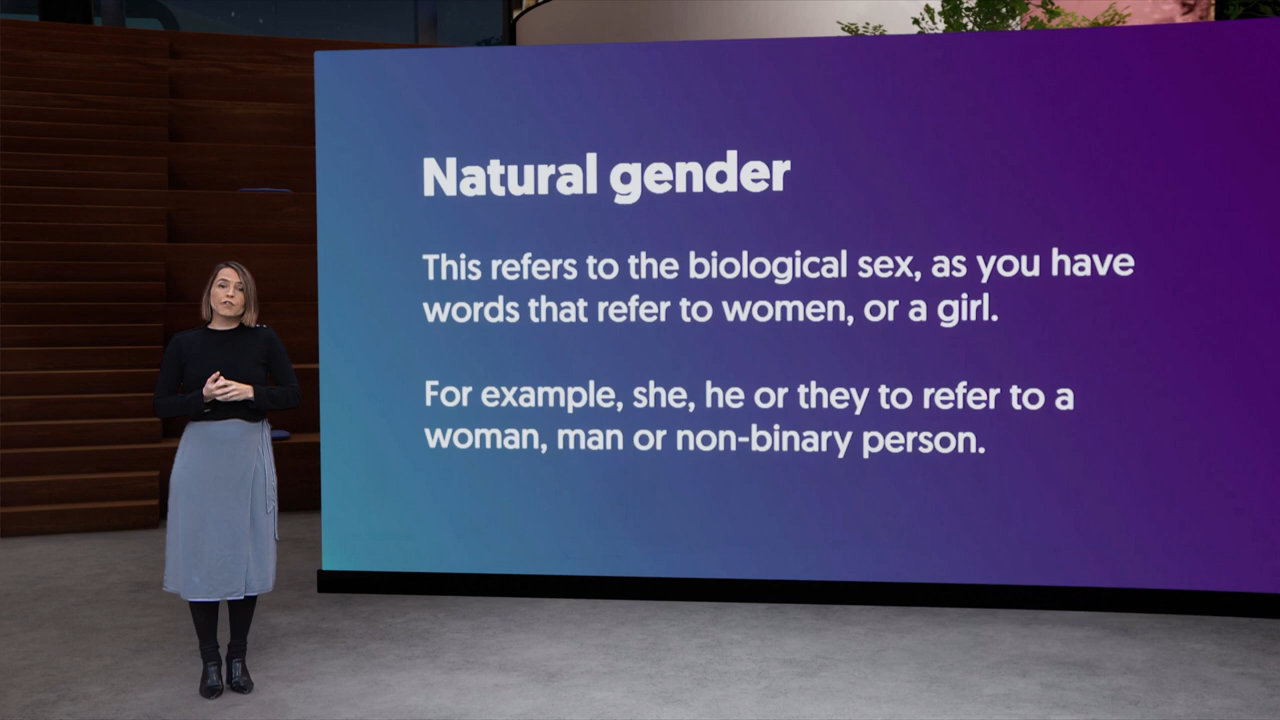 Natural gender
This refers to the biological sex, as you have
words that refer to women, or a girl.
For example, she, he or they to refer to a
woman, man or non-binary person.